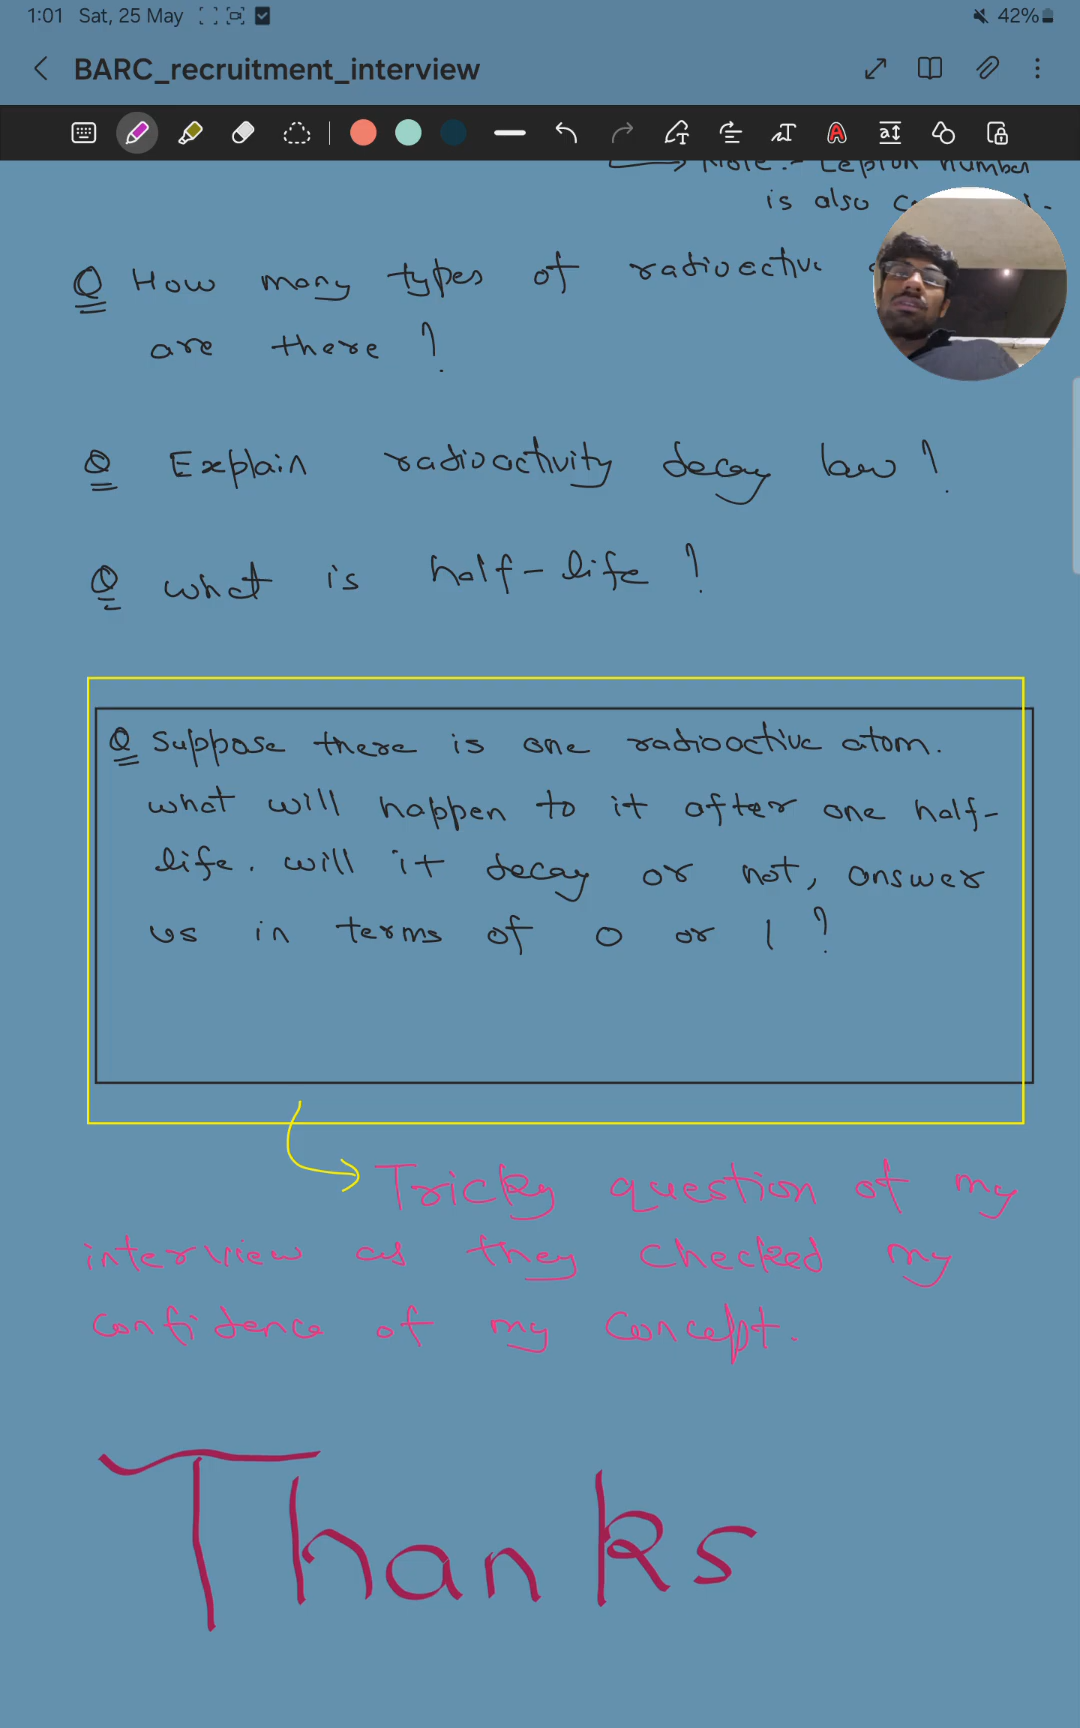 1:01 Sat, 25 May
42%
BARC_recruitment_interview
Note :- Lepton number
is also
Q How many types of radioactive
are there ?
Q Explain radioactivity decay law ?
Q what is half-life ?
Q Suppose there is one radioactive atom.
what will happen to it after one half-
life. will it decay or not, answer
us in terms of 0 or 1 ?
Tricky question of my
interview as they checked my
confidence of my concept.
Thanks